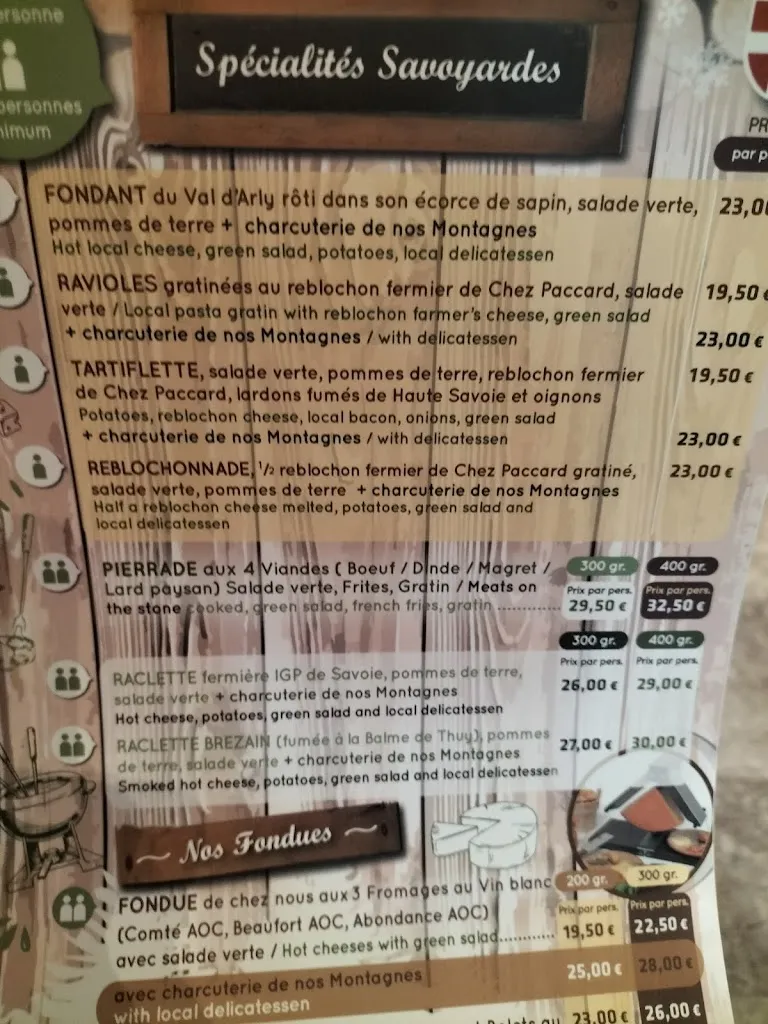 personnes
Spécialités Savoyardes
par p
FONDANT du Val d'Arly rôti dans son écorce de sapin, salade verte, 23,0
pommes de terre + charcuterie de nos Montagnes
Hot local cheese, green salad, potatoes, local delicatessen
RAVIOLES gratinées au reblochon fermier de Chez Paccard, salade 19,50 €
verte / Local pasta gratin with reblochon farmer's cheese, green salad
+ charcuterie de nos Montagnes / with delicatessen 23,00 €
TARTIFLETTE, salade verte, pommes de terre, reblochon fermier 19,50 €
de Chez Paccard, lardons fumés de Haute Savoie et oignons
Potatoes, reblochon cheese, local bacon, onions, green salad
+ charcuterie de nos Montagnes / with delicatessen 23,00 €
REBLOCHONNADE, 1/2 reblochon fermier de Chez Paccard gratiné, 23,00 €
salade verte, pommes de terre + charcuterie de nos Montagnes
Half a reblochon cheese melted, potatoes, green salad and
local delicatessen
PIERRADE aux 4 Viandes ( Boeuf / Dinde / Magret / 300 gr. 400 gr.
Lard paysan) Salade verte, Frites, Gratin / Meats on Prix par pers. Prix par pers.
the stone cooked, green salad, french fries, gratin ............. 29,50 € 32,50 €
300 gr. 400 gr.
Prix par pers. Prix par pers.
RACLETTE fermière IGP de Savoie, pommes de terre, 26,00 € 29,00 €
salade verte + charcuterie de nos Montagnes
Hot cheese, potatoes, green salad and local delicatessen
RACLETTE BREZAIN (fumée à la Balme de Thuy), pommes 27,00 € 30,00 €
de terre, salade verte + charcuterie de nos Montagnes
Smoked hot cheese, potatoes, green salad and local delicatessen
~ Nos Fondues ~
FONDUE de chez nous aux 3 Fromages au Vin blanc 200 gr. 300 gr.
(Comté AOC, Beaufort AOC, Abondance AOC) Prix par pers. Prix par pers.
avec salade verte / Hot cheeses with green salad............ 19,50 € 22,50 €
avec charcuterie de nos Montagnes 25,00 € 28,00 €
with local delicatessen
23,00 € 26,00 €